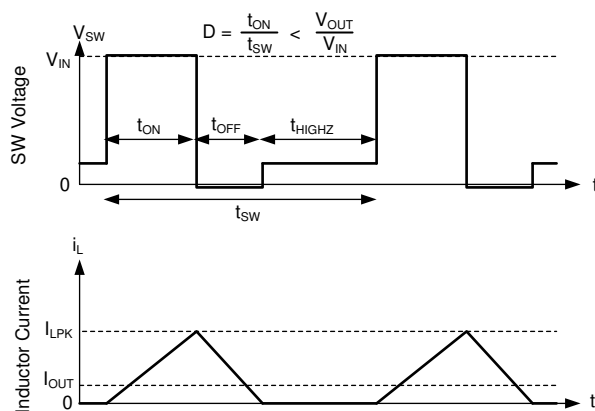 V_SW
D = t_ON / t_SW < V_OUT / V_IN
V_IN
SW Voltage
t_ON
t_OFF
t_HIGHZ
0
t
t_SW
i_L
Inductor Current
I_LPK
I_OUT
0
t